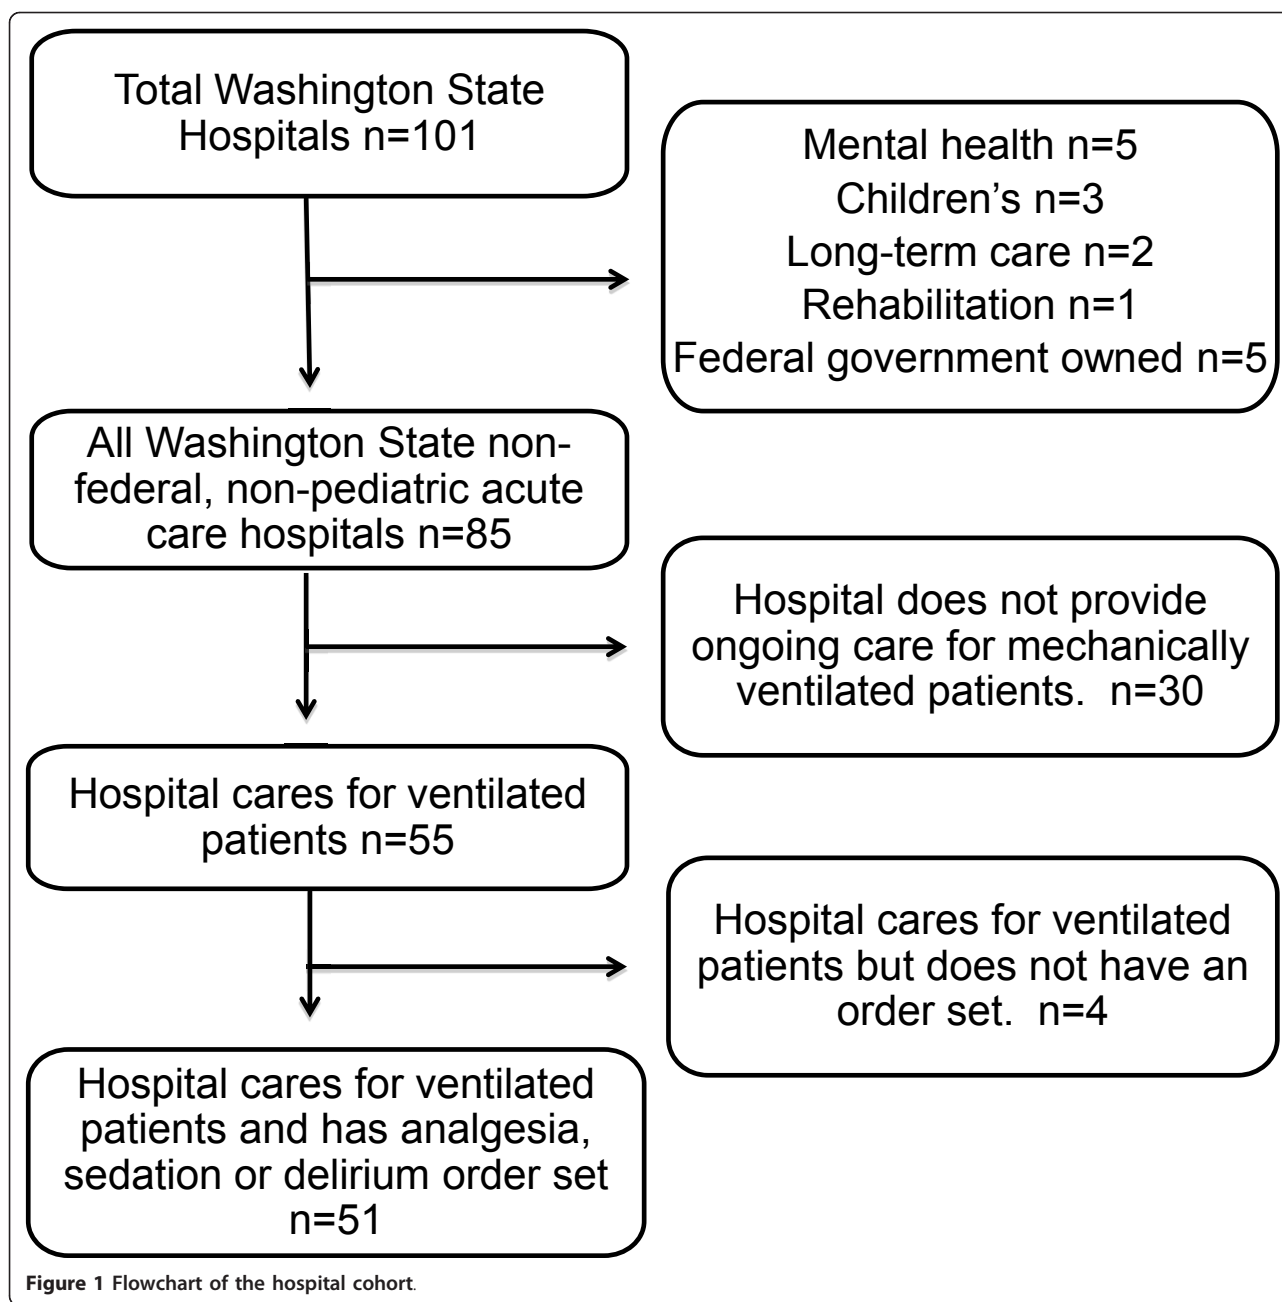 Total Washington State
Hospitals n=101
Mental health n=5
Children’s n=3
Long-term care n=2
Rehabilitation n=1
Federal government owned n=5
All Washington State non-
federal, non-pediatric acute
care hospitals n=85
Hospital does not provide
ongoing care for mechanically
ventilated patients.  n=30
Hospital cares for ventilated
patients n=55
Hospital cares for ventilated
patients but does not have an
order set.  n=4
Hospital cares for ventilated
patients and has analgesia,
sedation or delirium order set
n=51
Figure 1 Flowchart of the hospital cohort.